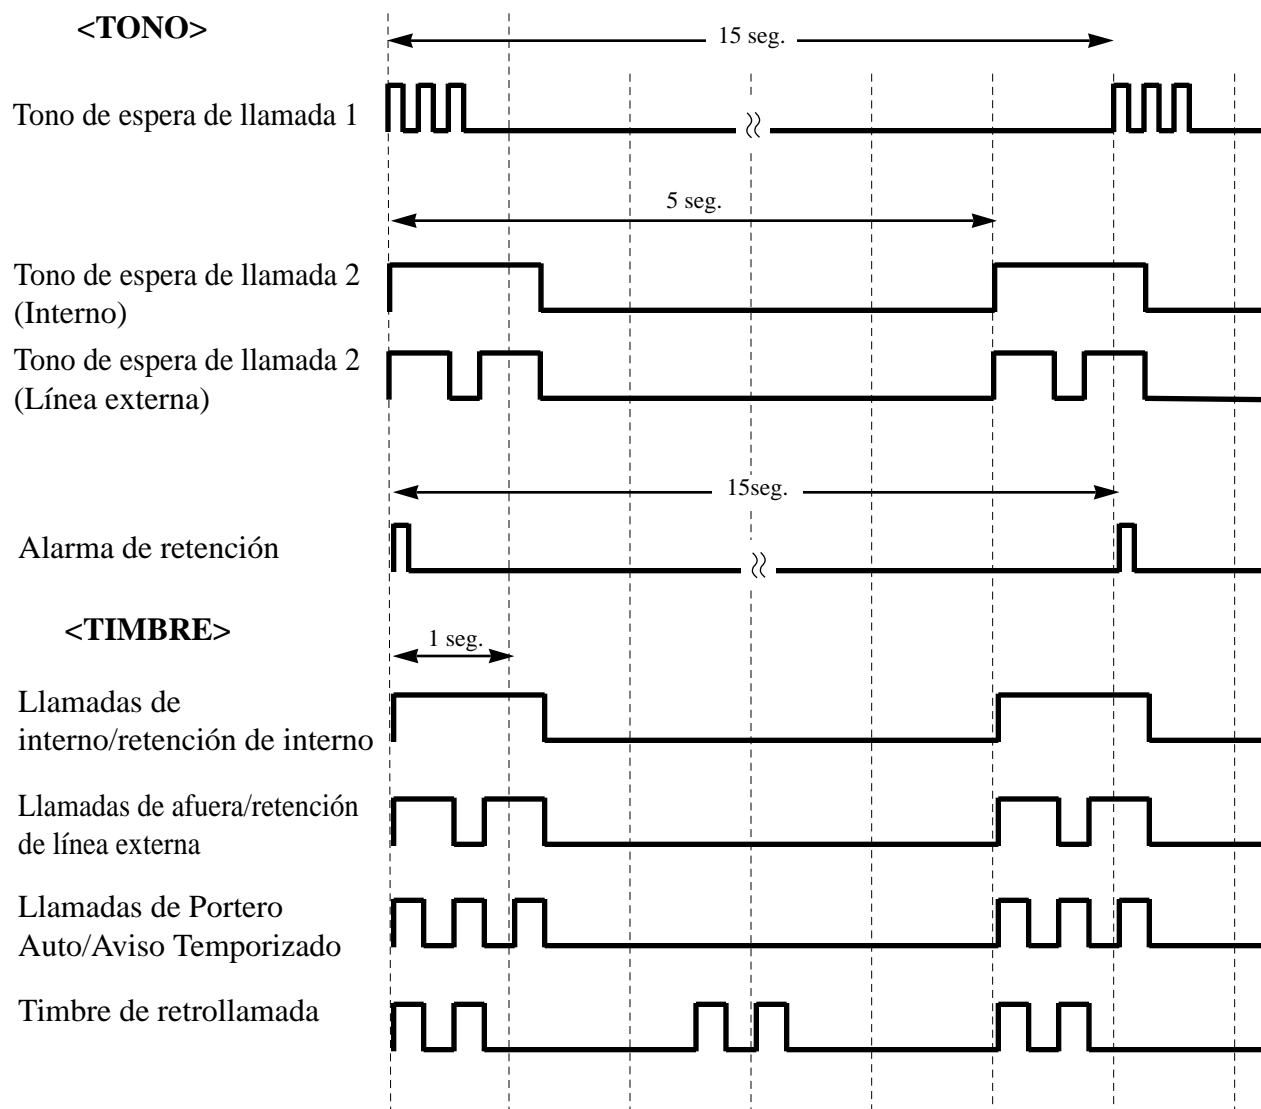 <TONO>
15 seg.
Tono de espera de llamada 1
5 seg.
Tono de espera de llamada 2
(Interno)
Tono de espera de llamada 2
(Línea externa)
15seg.
Alarma de retención
<TIMBRE>
1 seg.
Llamadas de
interno/retención de interno
Llamadas de afuera/retención
de línea externa
Llamadas de Portero
Auto/Aviso Temporizado
Timbre de retrollamada